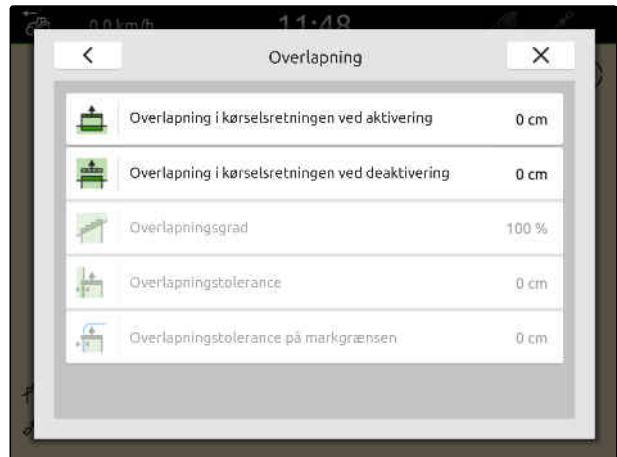 0.0 km/h
11:48
Overlapning
Overlapning i kørselsretningen ved aktivering
0 cm
Overlapning i kørselsretningen ved deaktivering
0 cm
Overlapningsgrad
100 %
Overlapningstolerance
0 cm
Overlapningstolerance på markgrænsen
0 cm